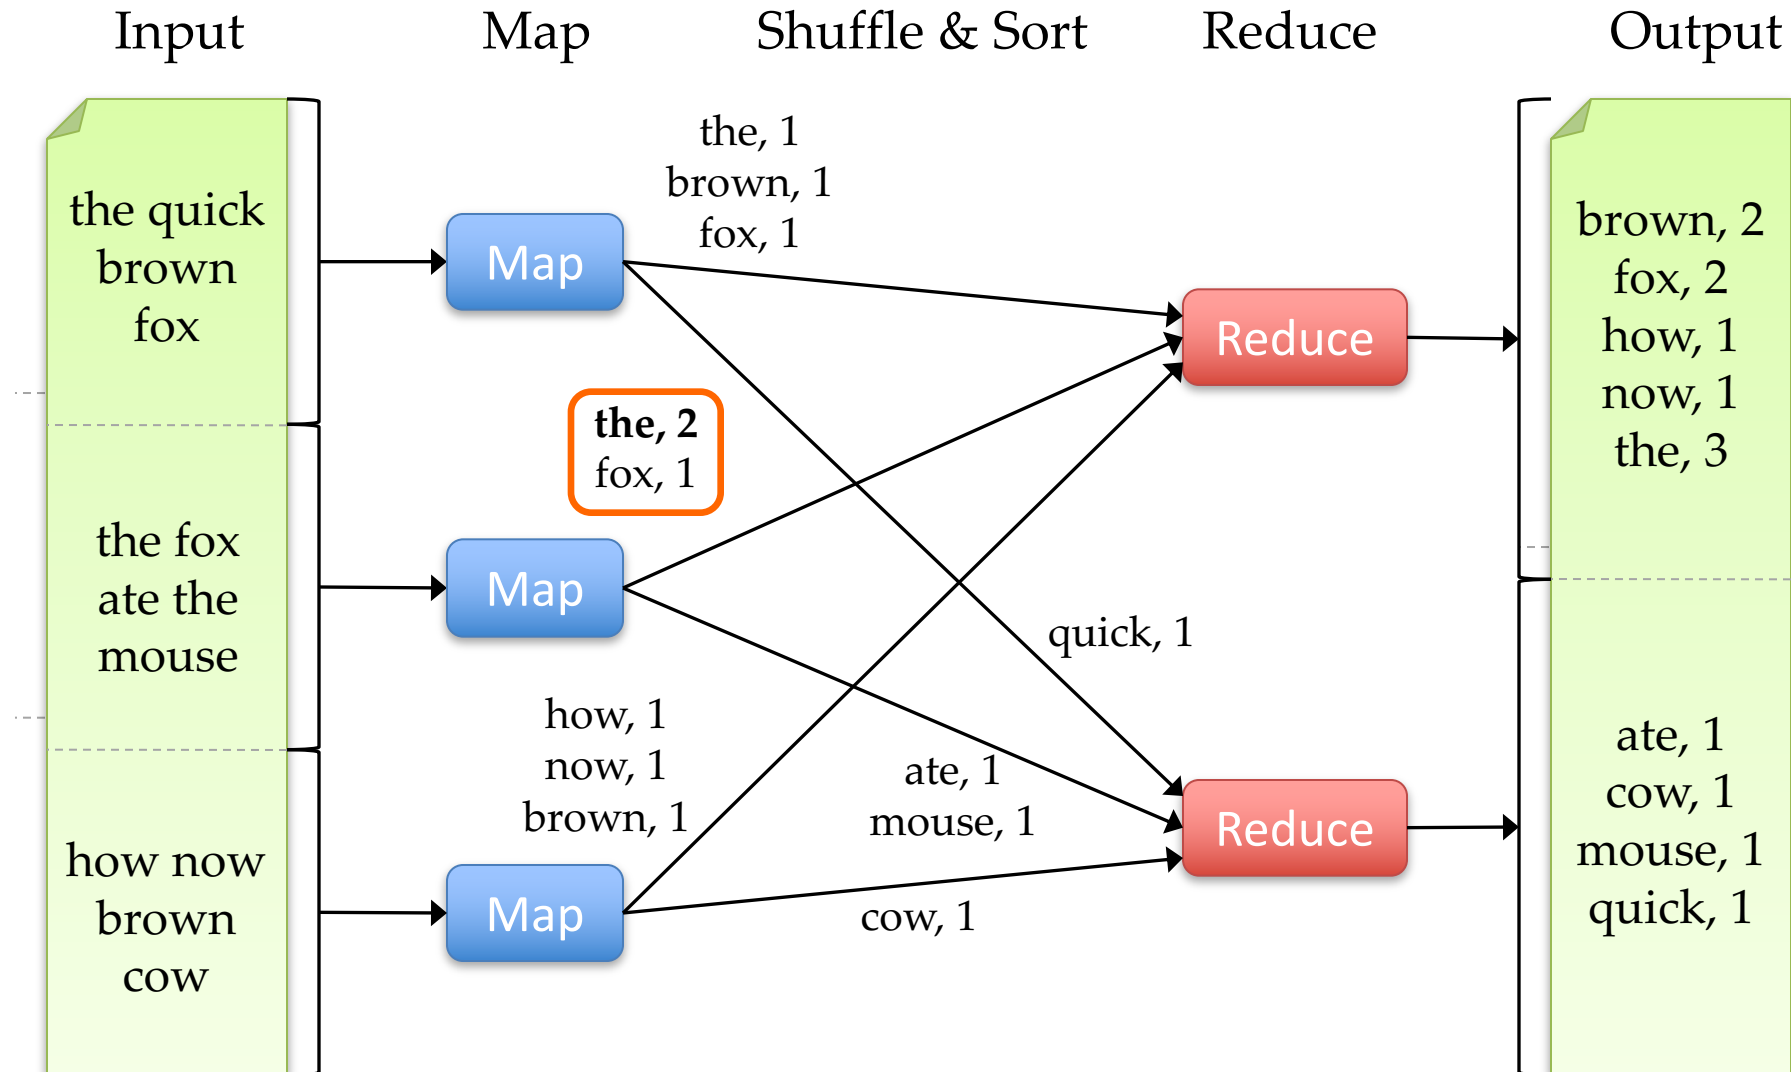 Input
Map
Shuffle & Sort
Reduce
Output
the quick
brown
fox
the fox
ate the
mouse
how now
brown
cow
Map
Map
Map
the, 1
brown, 1
fox, 1
the, 2
fox, 1
how, 1
now, 1
brown, 1
quick, 1
ate, 1
mouse, 1
cow, 1
Reduce
Reduce
brown, 2
fox, 2
how, 1
now, 1
the, 3
ate, 1
cow, 1
mouse, 1
quick, 1